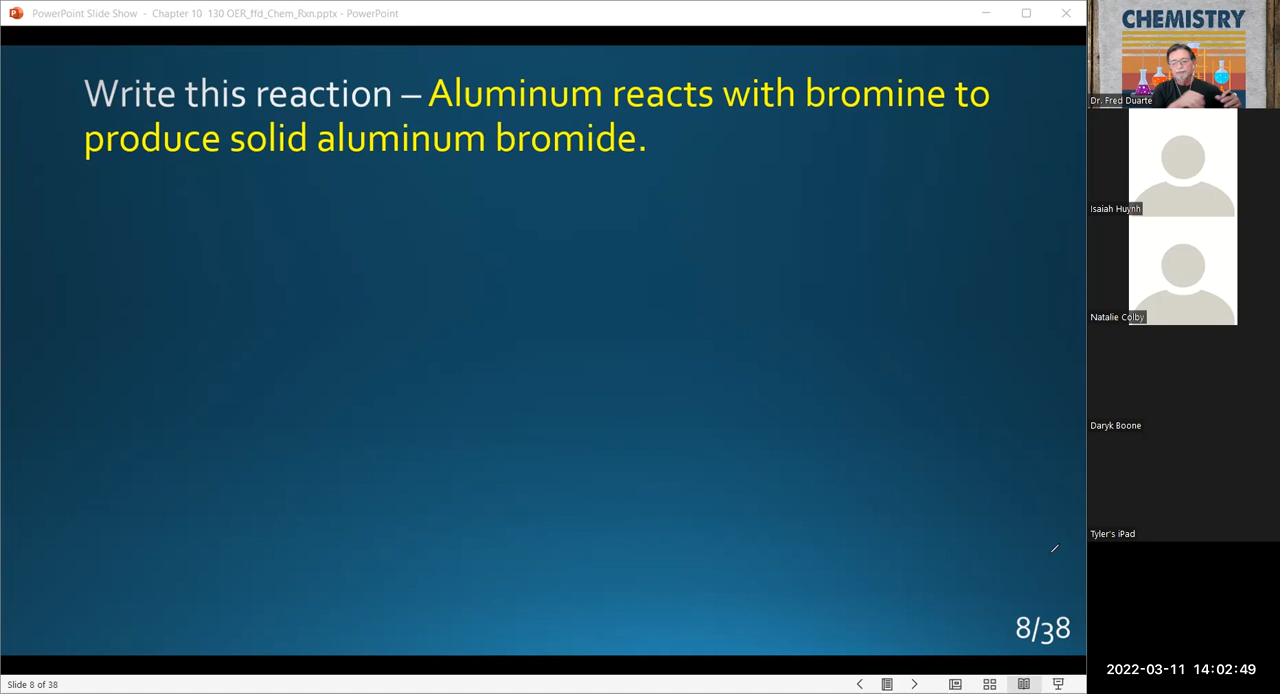 PowerPoint Slide Show - Chapter 10 130 OER_ffd_Chem_Rxn.pptx - PowerPoint
Write this reaction – Aluminum reacts with bromine to
produce solid aluminum bromide.
8/38
Slide 8 of 38
CHEMISTRY
Dr. Fred Duarte
Isaiah Huynh
Natalie Colby
Daryk Boone
Tyler's iPad
2022-03-11 14:02:49